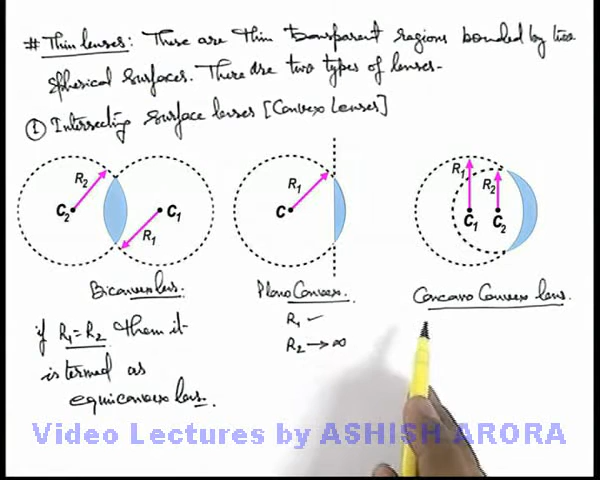 # Thin lenses: These are thin transparent regions bounded by two
spherical surfaces. There are two types of lenses-
① Intersecting surface lenses [Convex Lenses]
R2 R1 R1 R2
C2 C1 C C1 C2
R1
Biconvex lens. Plano Convex. Concavo Convex lens.
if R1=R2 then it R1 ✓
is termed as R2 → ∞
equiconvex lens.
Video Lectures by ASHISH ARORA